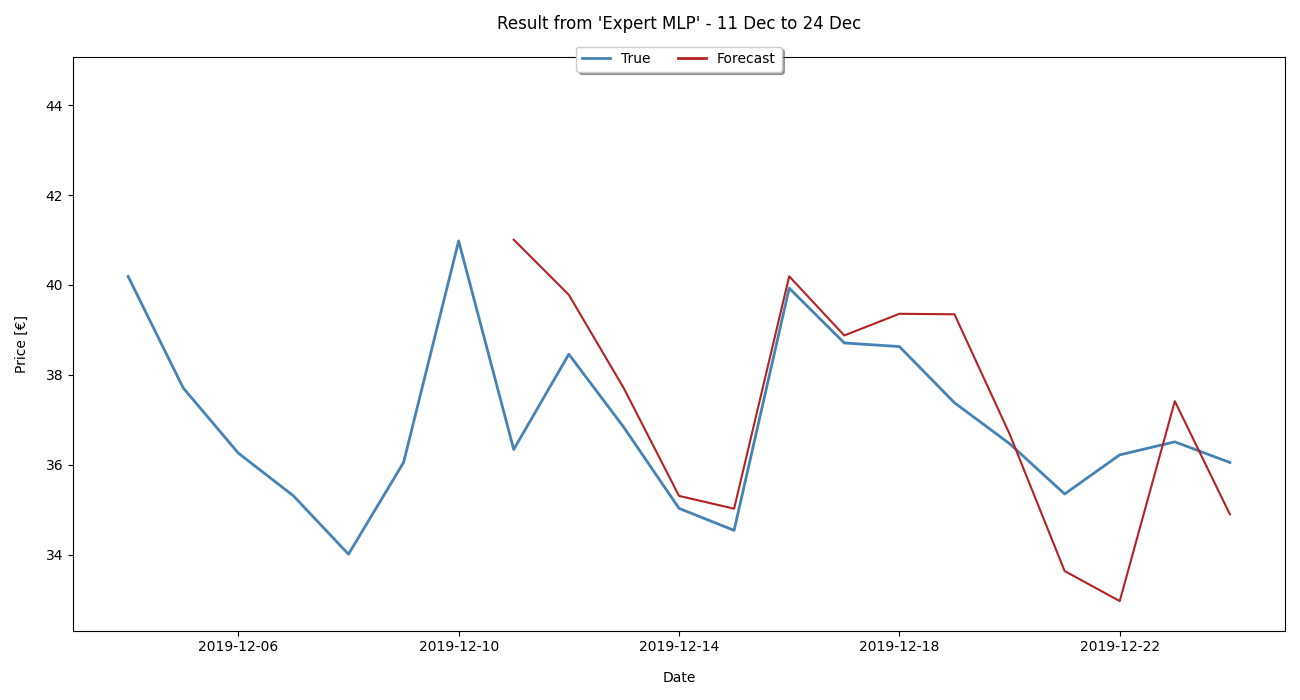 Result from 'Expert MLP' - 11 Dec to 24 Dec
True Forecast
44
42
40
38
36
34
Price [€]
2019-12-06 2019-12-10 2019-12-14 2019-12-18 2019-12-22
Date